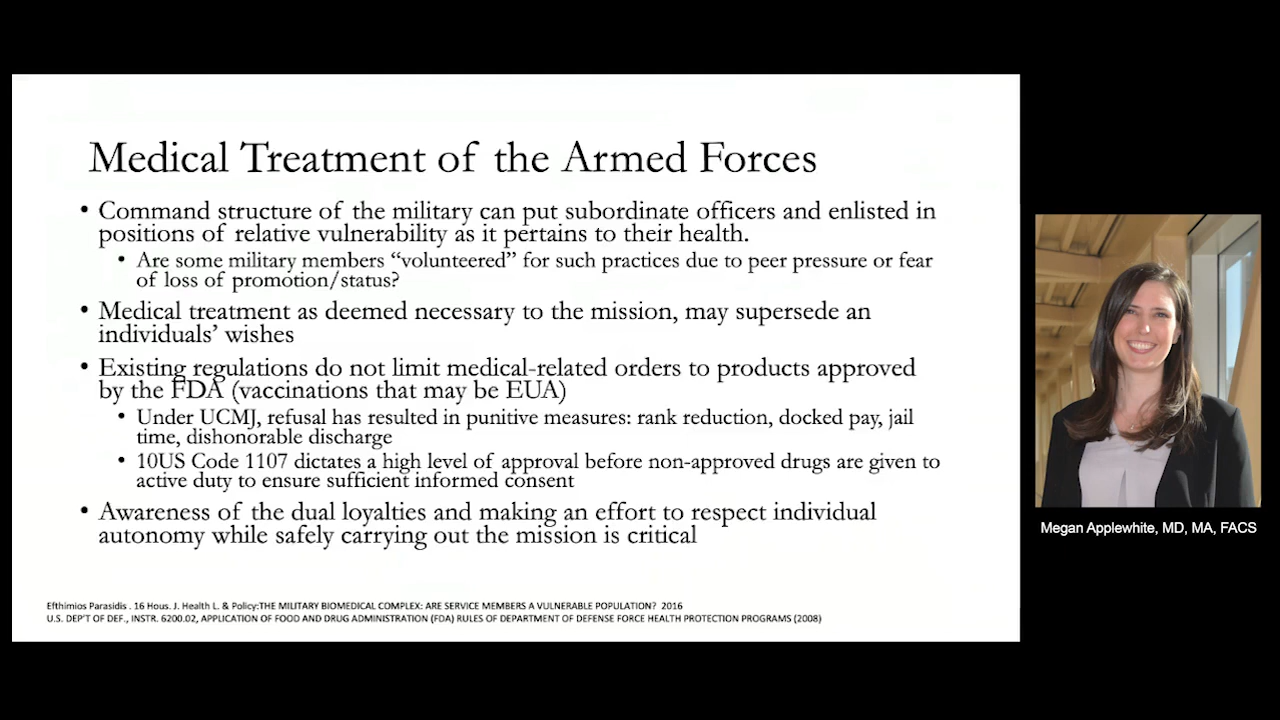 Medical Treatment of the Armed Forces
• Command structure of the military can put subordinate officers and enlisted in
positions of relative vulnerability as it pertains to their health.
• Are some military members “volunteered” for such practices due to peer pressure or fear
of loss of promotion/status?
• Medical treatment as deemed necessary to the mission, may supersede an
individuals’ wishes
• Existing regulations do not limit medical-related orders to products approved
by the FDA (vaccinations that may be EUA)
• Under UCMJ, refusal has resulted in punitive measures: rank reduction, docked pay, jail
time, dishonorable discharge
• 10US Code 1107 dictates a high level of approval before non-approved drugs are given to
active duty to ensure sufficient informed consent
• Awareness of the dual loyalties and making an effort to respect individual
autonomy while safely carrying out the mission is critical
Efthimios Parasidis . 16 Hous. J. Health L. & Policy:THE MILITARY BIOMEDICAL COMPLEX: ARE SERVICE MEMBERS A VULNERABLE POPULATION? 2016
U.S. DEP’T OF DEF., INSTR. 6200.02, APPLICATION OF FOOD AND DRUG ADMINISTRATION (FDA) RULES OF DEPARTMENT OF DEFENSE FORCE HEALTH PROTECTION PROGRAMS (2008)
Megan Applewhite, MD, MA, FACS